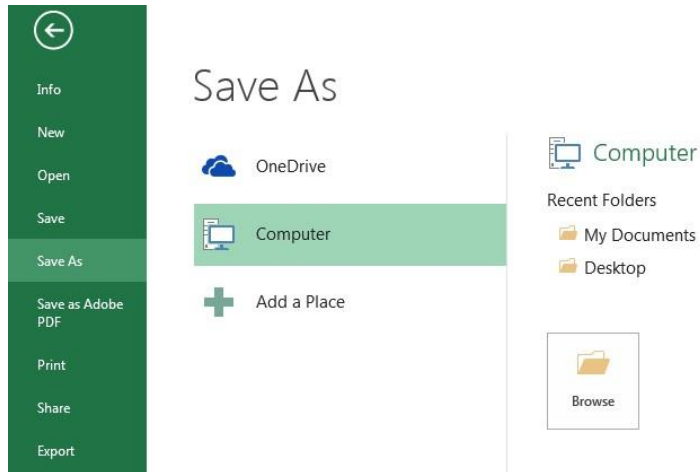 Info
New
Open
Save
Save As
Save as Adobe
PDF
Print
Share
Export
Save As
OneDrive
Computer
Add a Place
Computer
Recent Folders
My Documents
Desktop
Browse